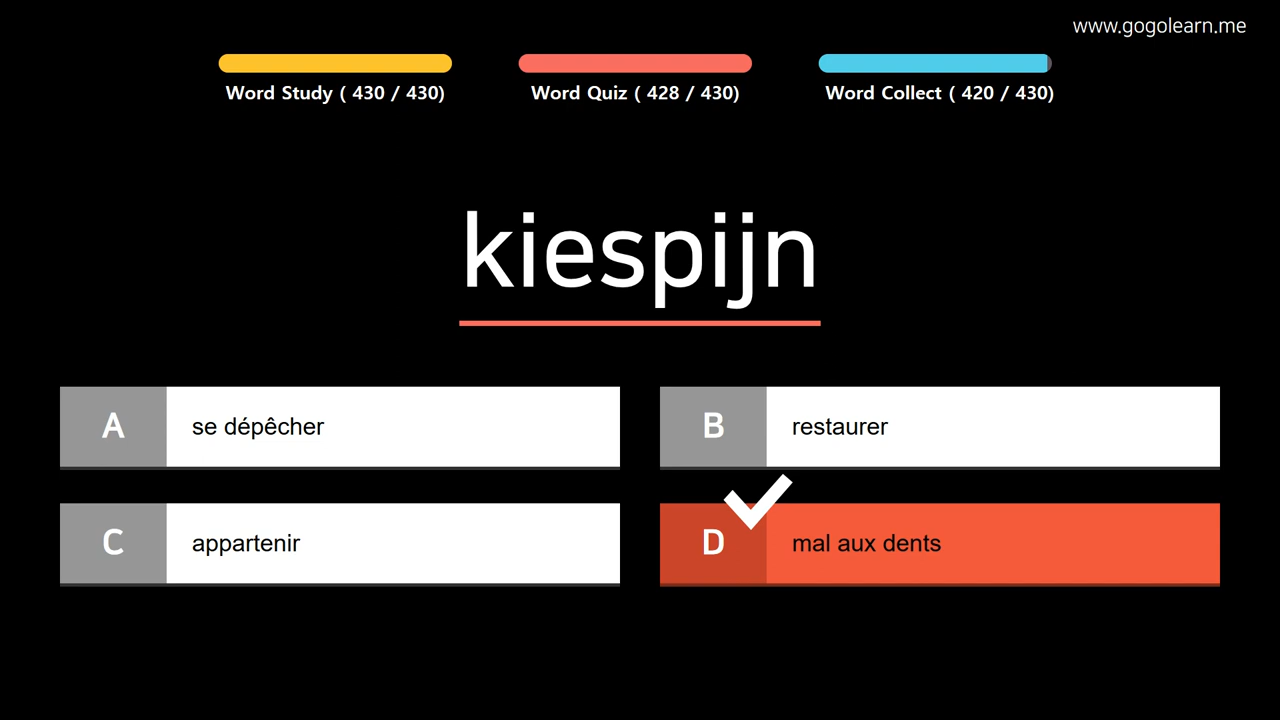 www.gogolearn.me
Word Study ( 430 / 430)
Word Quiz ( 428 / 430)
Word Collect ( 420 / 430)
kiespijn
A
se dépêcher
B
restaurer
C
appartenir
D
mal aux dents